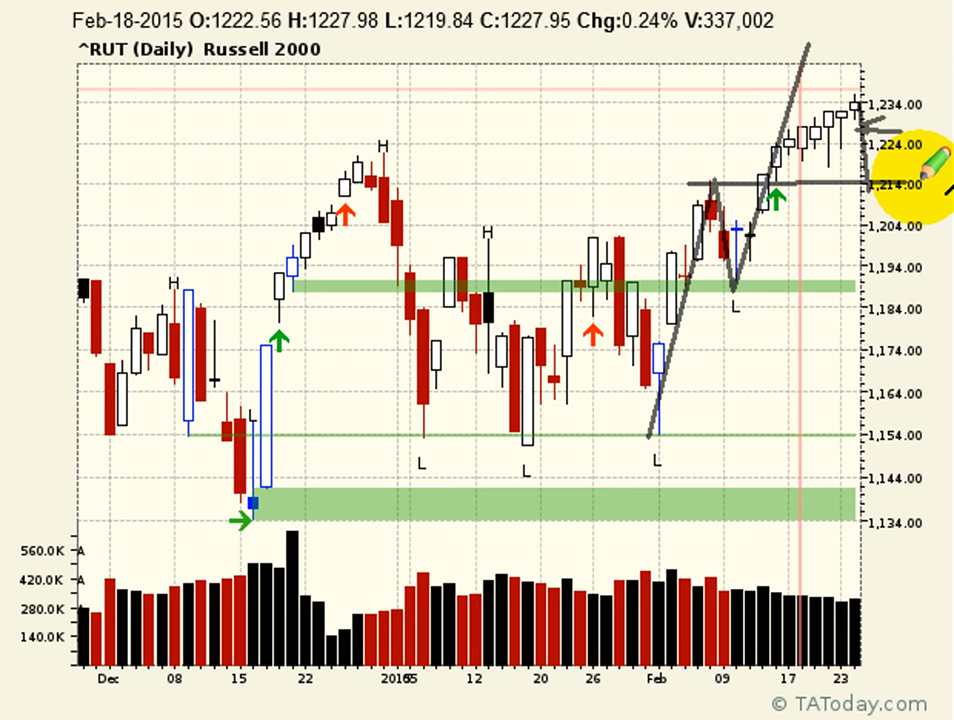 Feb-18-2015 O:1222.56 H:1227.98 L:1219.84 C:1227.95 Chg:0.24% V:337,002
^RUT (Daily) Russell 2000
1,234.00
H
1,224.00
1,214.00
H
1,204.00
1,194.00
H
L
1,184.00
1,174.00
1,164.00
1,154.00
L
L
L
1,144.00
1,134.00
560.0K A
420.0K A
280.0K A
140.0K
Dec 08 15 22 12 20 26 Feb 09 17 23
© TAToday.com